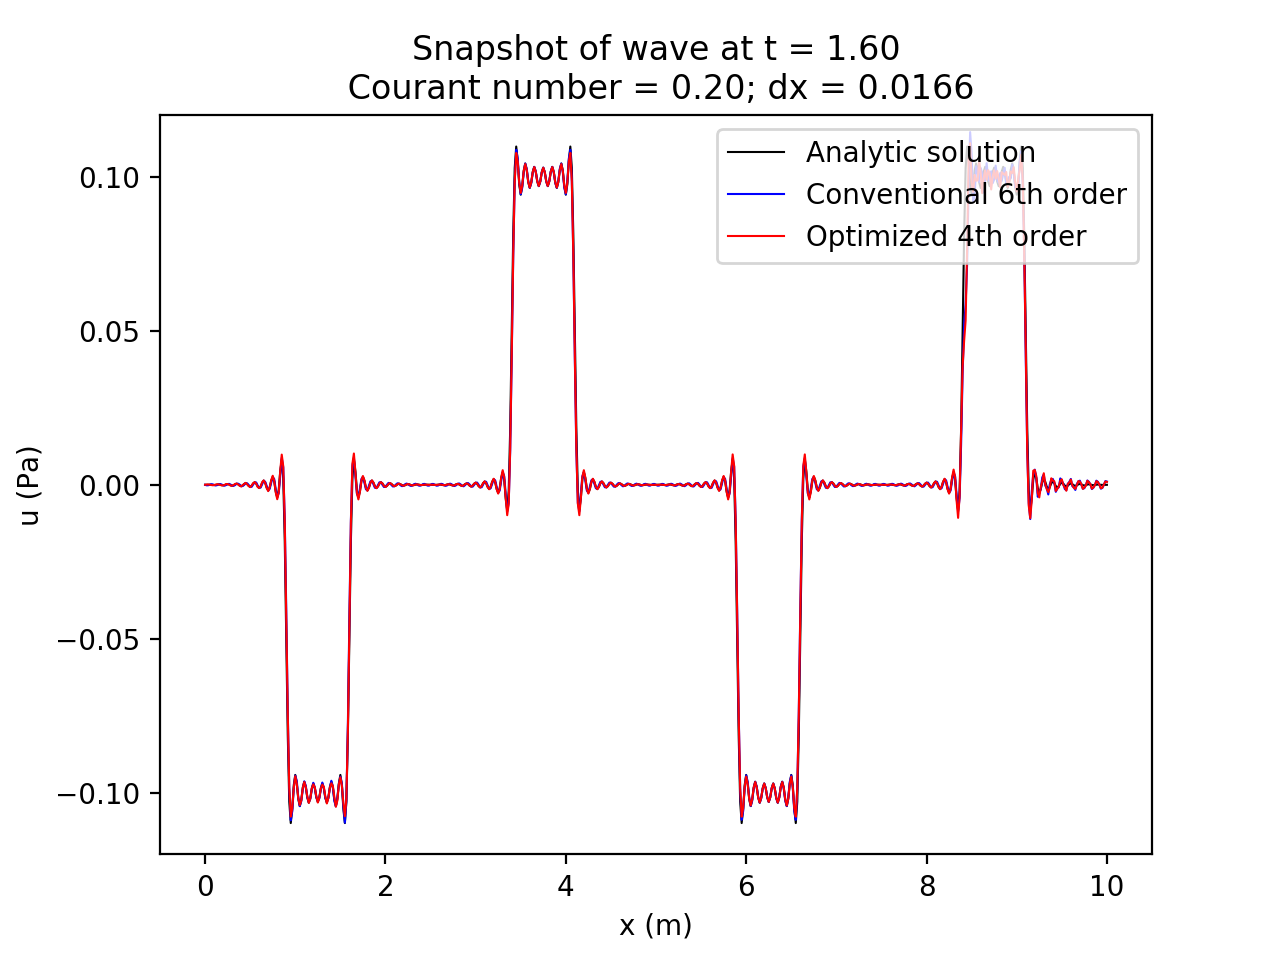 Snapshot of wave at t = 1.60
Courant number = 0.20; dx = 0.0166
Analytic solution
Conventional 6th order
Optimized 4th order
0.10
0.05
0.00
−0.05
−0.10
u (Pa)
0 2 4 6 8 10
x (m)